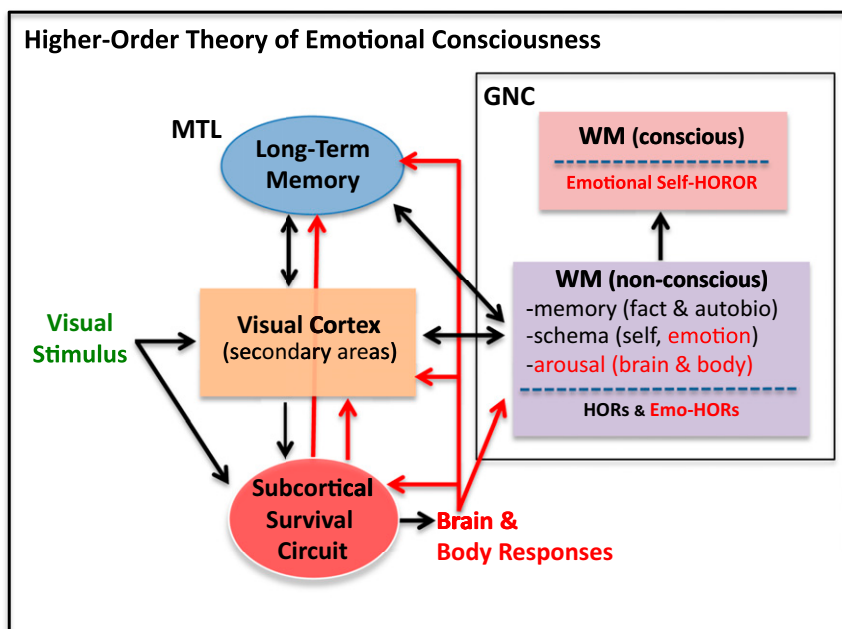 Higher-Order Theory of Emotional Consciousness
GNC
MTL
Long-Term
Memory
WM (conscious)
Emotional Self-HOROR
Visual
Stimulus
Visual Cortex
(secondary areas)
WM (non-conscious)
-memory (fact & autobio)
-schema (self, emotion)
-arousal (brain & body)
HORs & Emo-HORs
Subcortical
Survival
Circuit
Brain &
Body Responses